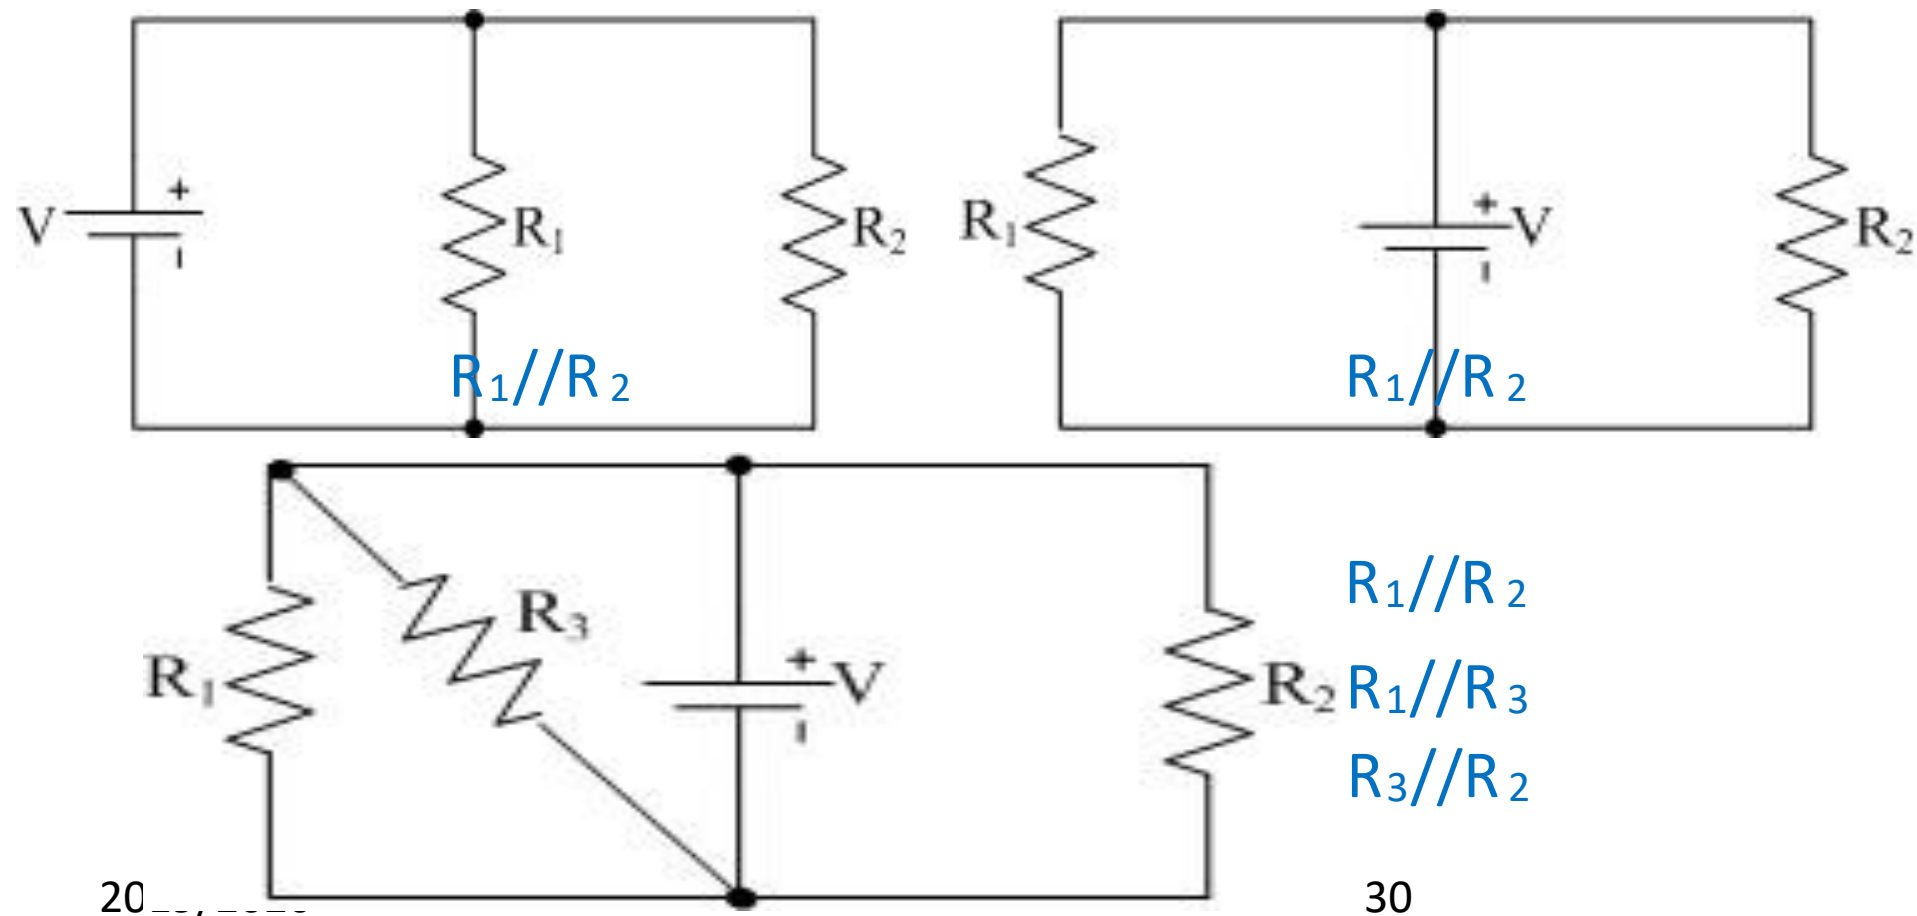 +
V
-
R1
R2
R1//R2
R1
+
V
-
R2
R1//R2
R1
R3
+
V
-
R2
R1//R2
R1//R3
R3//R2
30